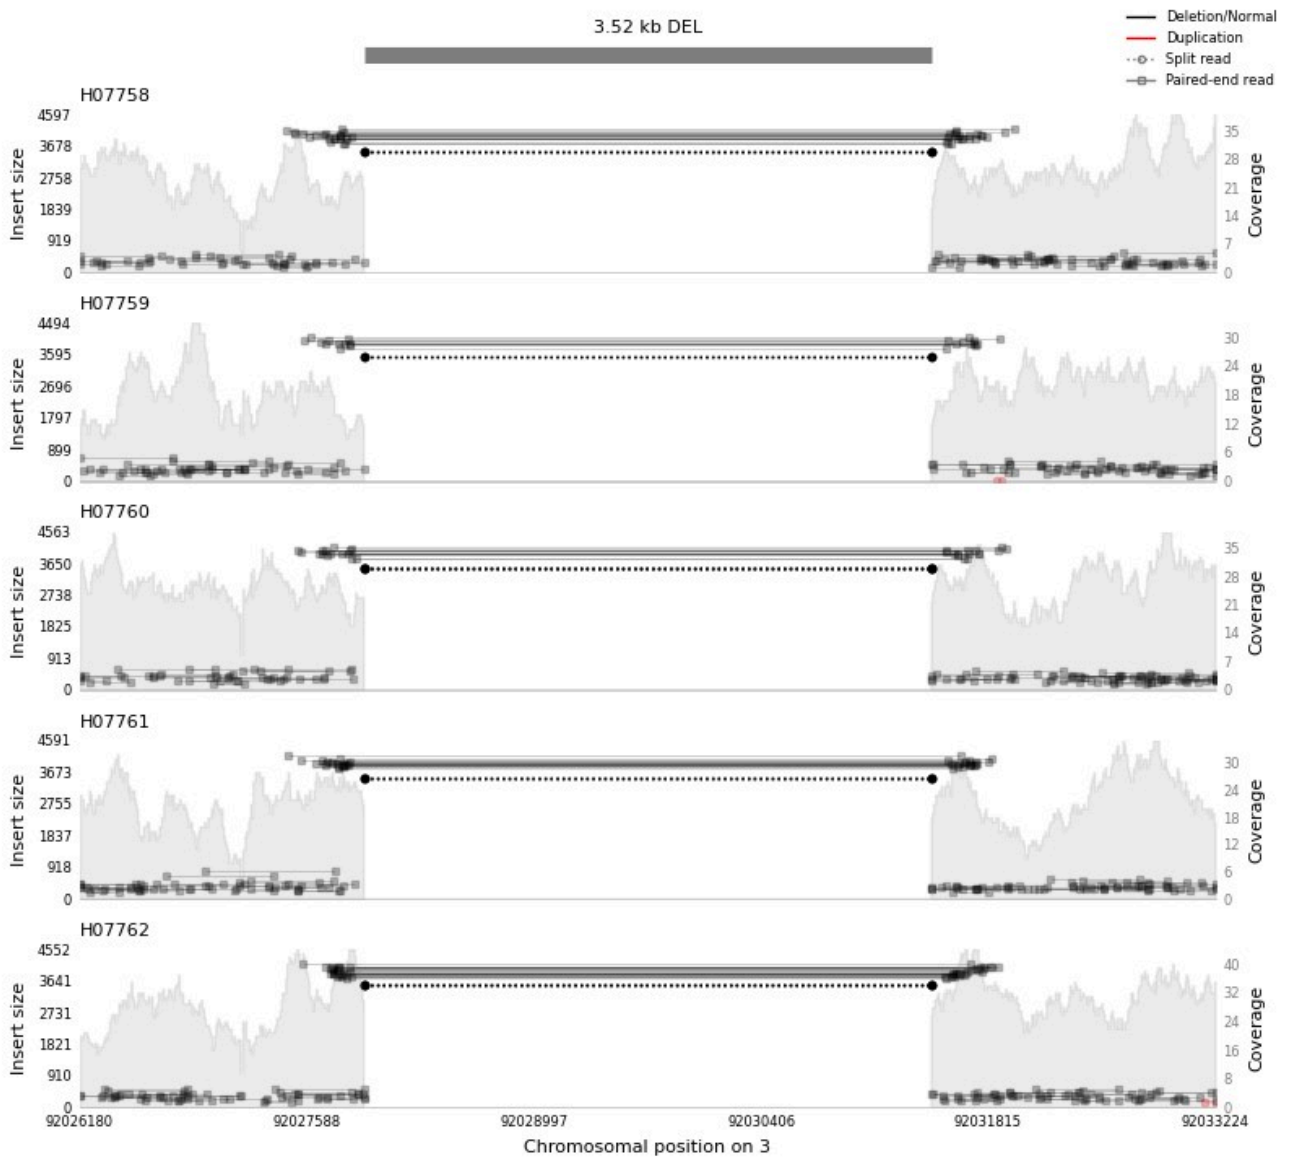 3.52 kb DEL
Deletion/Normal
Duplication
Split read
Paired-end read
H07758
4597
3678
2758
1839
919
0
Insert size
35
28
21
14
7
0
Coverage
H07759
4494
3595
2696
1797
899
0
Insert size
30
24
18
12
6
0
Coverage
H07760
4563
3650
2738
1825
913
0
Insert size
35
28
21
14
7
0
Coverage
H07761
4591
3673
2755
1837
918
0
Insert size
30
24
18
12
6
0
Coverage
H07762
4552
3641
2731
1821
910
0
Insert size
40
32
24
16
8
0
Coverage
92026180 92027588 92028997 92030406 92031815 92033224
Chromosomal position on 3